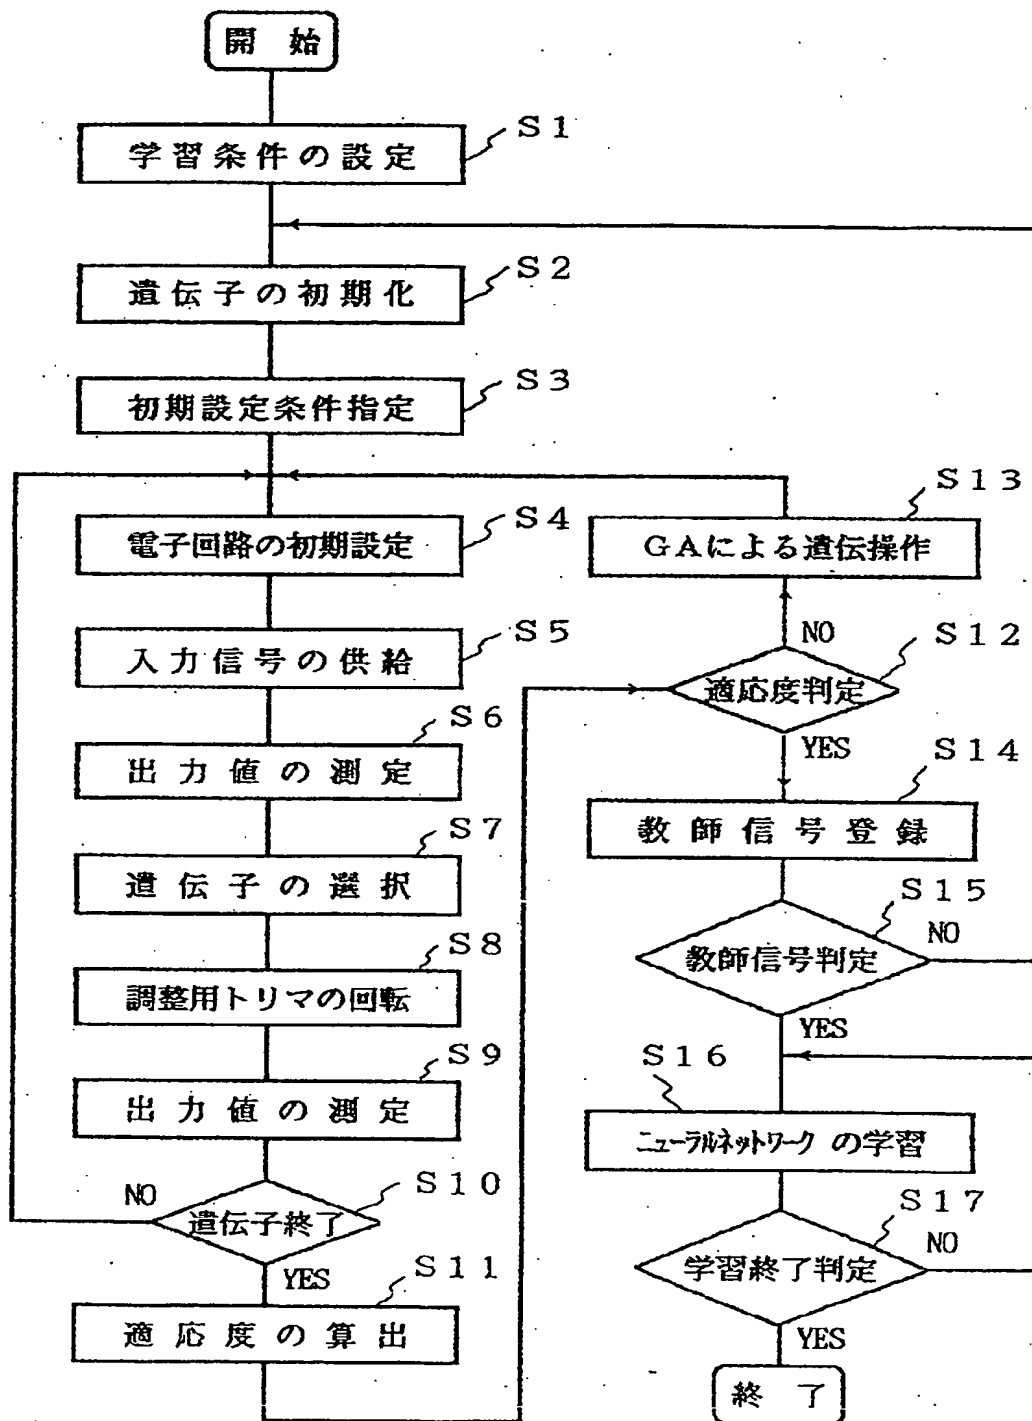 開始
S1
学習条件の設定
S2
遺伝子の初期化
S3
初期設定条件指定
S4
電子回路の初期設定
S5
入力信号の供給
S6
出力値の測定
S7
遺伝子の選択
S8
調整用トリマの回転
S9
出力値の測定
S10
NO
遺伝子終了
YES
S11
適応度の算出
S13
GAによる遺伝操作
NO
S12
適応度判定
YES
S14
教師信号登録
S15
NO
教師信号判定
YES
S16
ニューラルネットワークの学習
S17
NO
学習終了判定
YES
終了